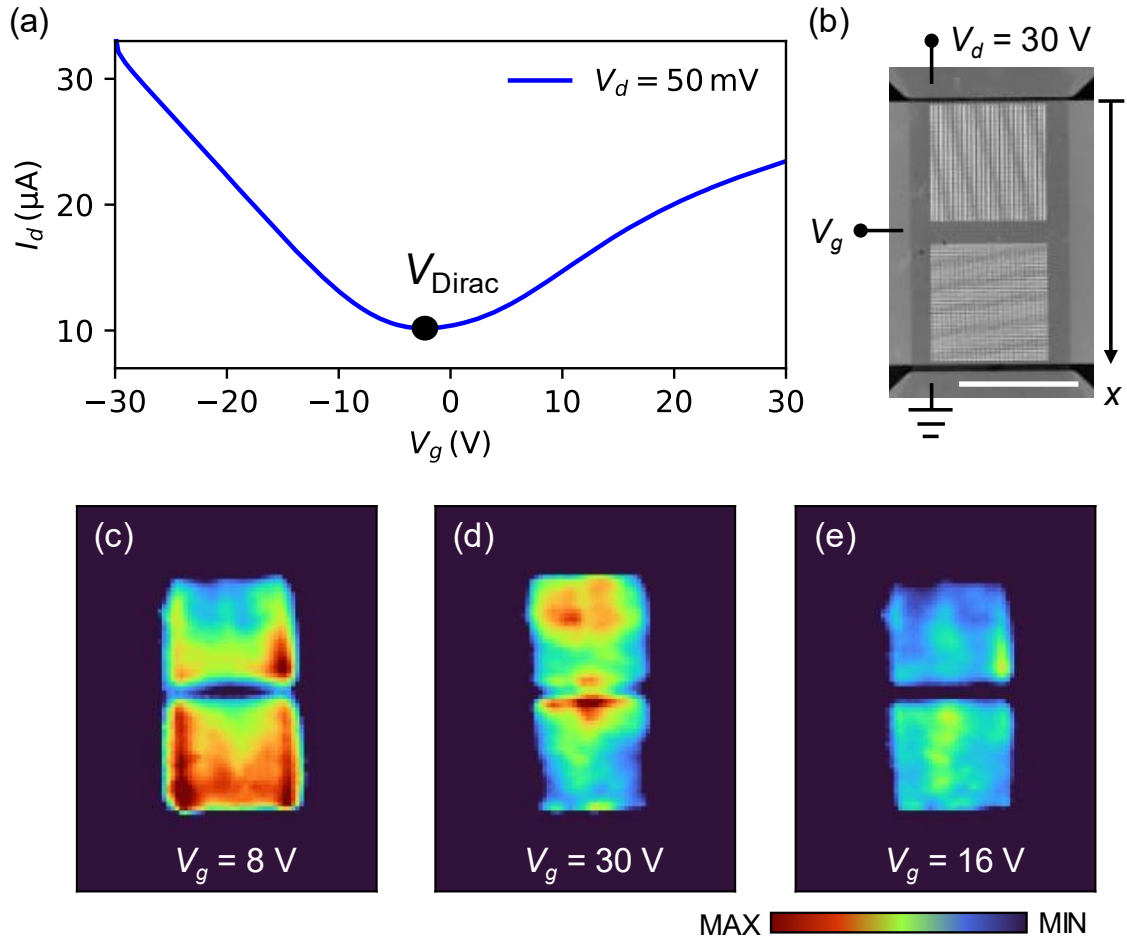 (a)
30
20
10
I_d (μA)
V_d = 50 mV
V_Dirac
−30 −20 −10 0 10 20 30
V_g (V)
(b)
V_d = 30 V
V_g
x
(c)
V_g = 8 V
(d)
V_g = 30 V
(e)
V_g = 16 V
MAX MIN